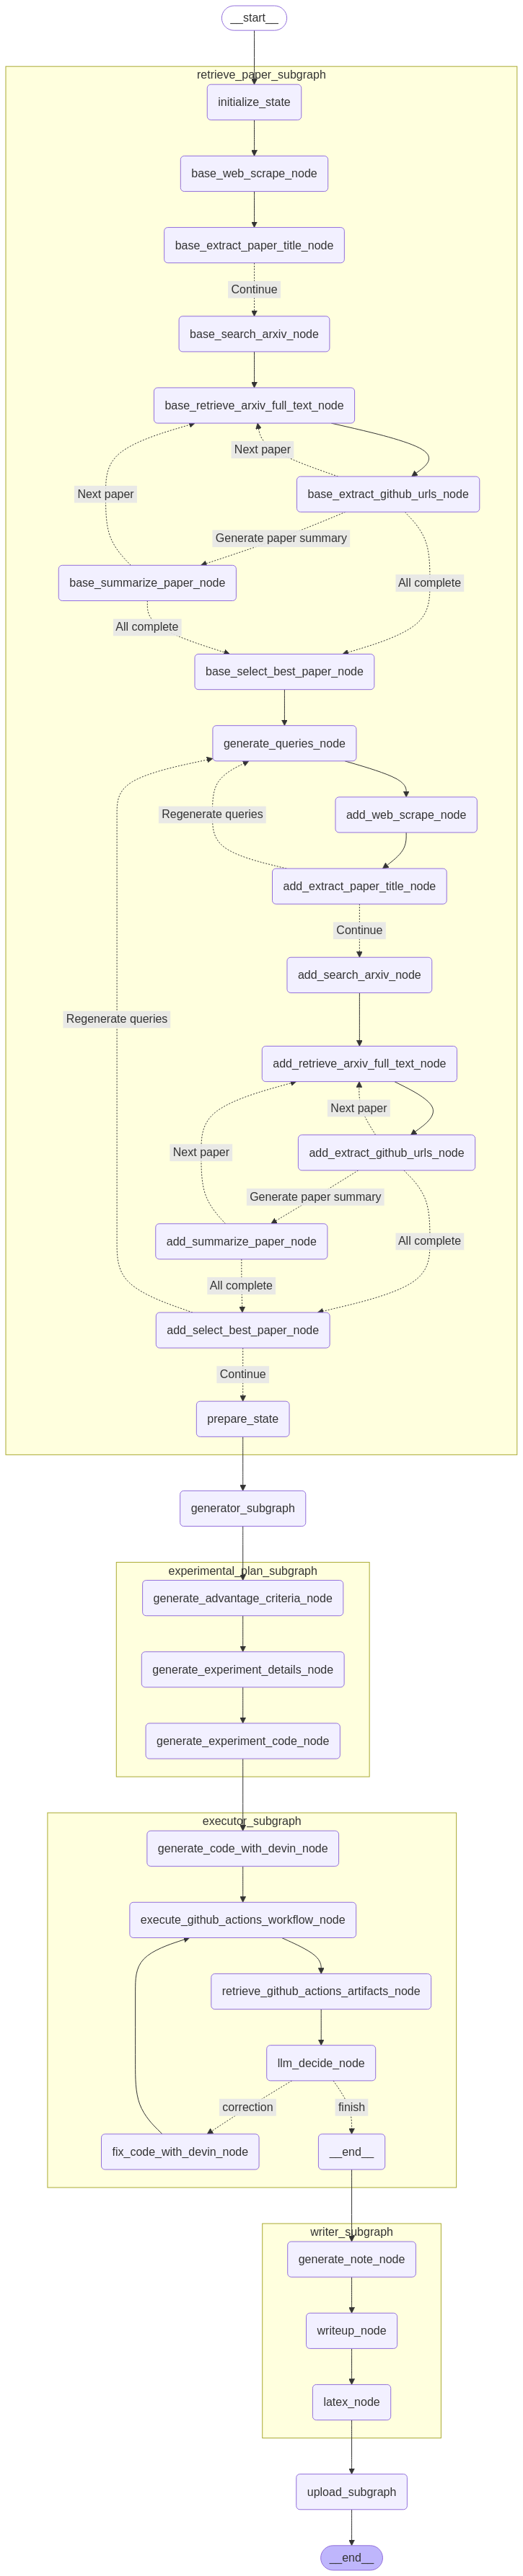 __start__
retrieve_paper_subgraph
initialize_state
base_web_scrape_node
base_extract_paper_title_node
Continue
base_search_arxiv_node
base_retrieve_arxiv_full_text_node
Next paper
Next paper
base_extract_github_urls_node
Generate paper summary
base_summarize_paper_node
All complete
All complete
base_select_best_paper_node
generate_queries_node
Regenerate queries
add_web_scrape_node
add_extract_paper_title_node
Continue
add_search_arxiv_node
Regenerate queries
add_retrieve_arxiv_full_text_node
Next paper
Next paper
add_extract_github_urls_node
Generate paper summary
add_summarize_paper_node
All complete
All complete
add_select_best_paper_node
Continue
prepare_state
generator_subgraph
experimental_plan_subgraph
generate_advantage_criteria_node
generate_experiment_details_node
generate_experiment_code_node
executor_subgraph
generate_code_with_devin_node
execute_github_actions_workflow_node
retrieve_github_actions_artifacts_node
llm_decide_node
correction
finish
fix_code_with_devin_node
__end__
writer_subgraph
generate_note_node
writeup_node
latex_node
upload_subgraph
__end__